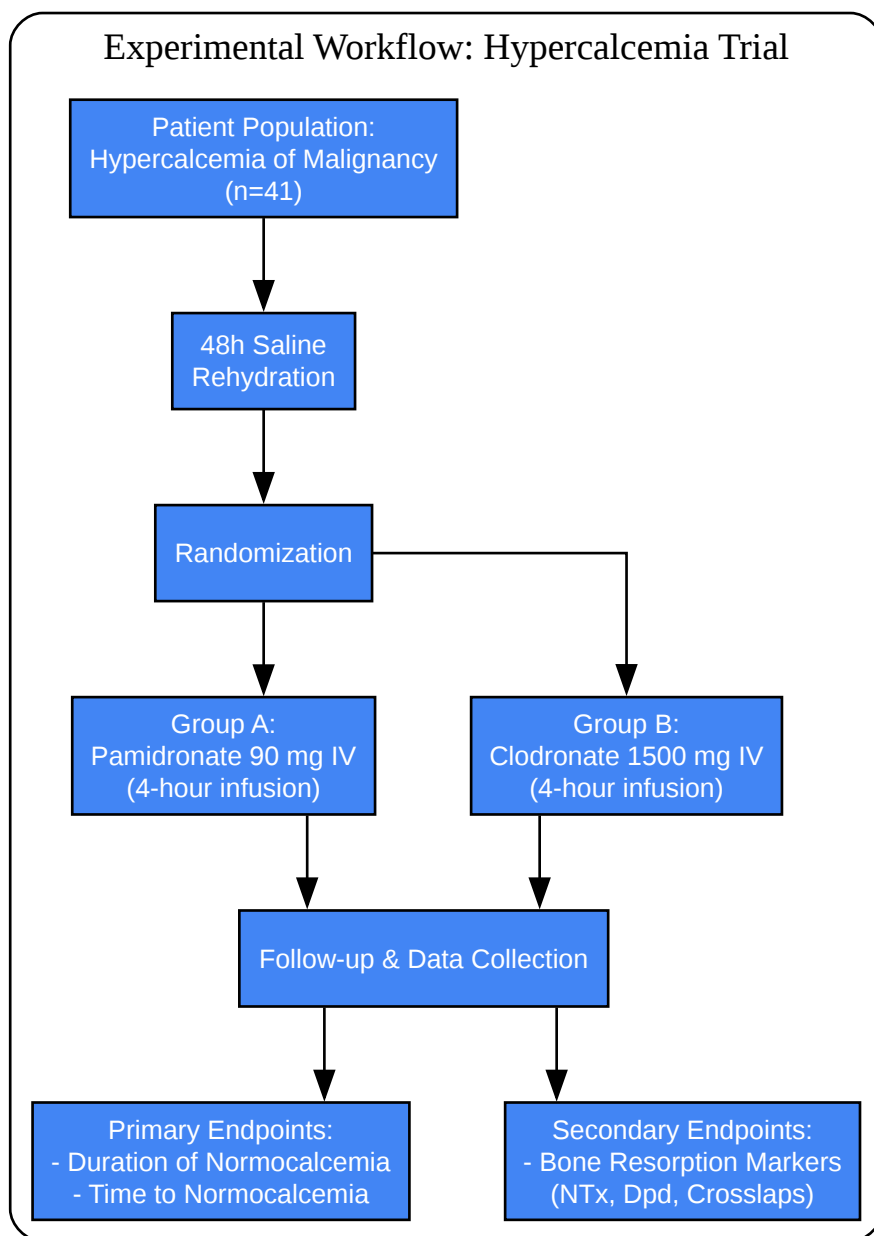 Experimental Workflow: Hypercalcemia Trial
Patient Population:
Hypercalcemia of Malignancy
(n=41)
48h Saline
Rehydration
Randomization
Group A:
Pamidronate 90 mg IV
(4-hour infusion)
Group B:
Clodronate 1500 mg IV
(4-hour infusion)
Follow-up & Data Collection
Primary Endpoints:
- Duration of Normocalcemia
- Time to Normocalcemia
Secondary Endpoints:
- Bone Resorption Markers
(NTx, Dpd, Crosslaps)